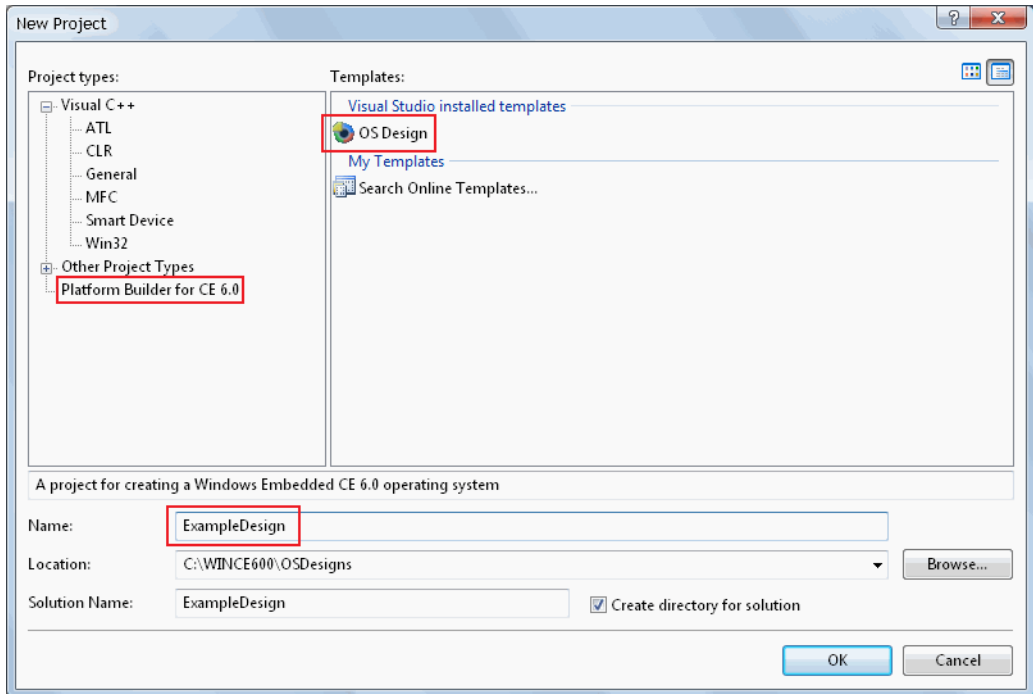 New Project
Project types:
Templates:
Visual C++
ATL
CLR
General
MFC
Smart Device
Win32
Other Project Types
Platform Builder for CE 6.0
Visual Studio installed templates
OS Design
My Templates
Search Online Templates...
A project for creating a Windows Embedded CE 6.0 operating system
Name:
ExampleDesign
Location:
C:\WINCE600\OSDesigns
Browse...
Solution Name:
ExampleDesign
Create directory for solution
OK
Cancel